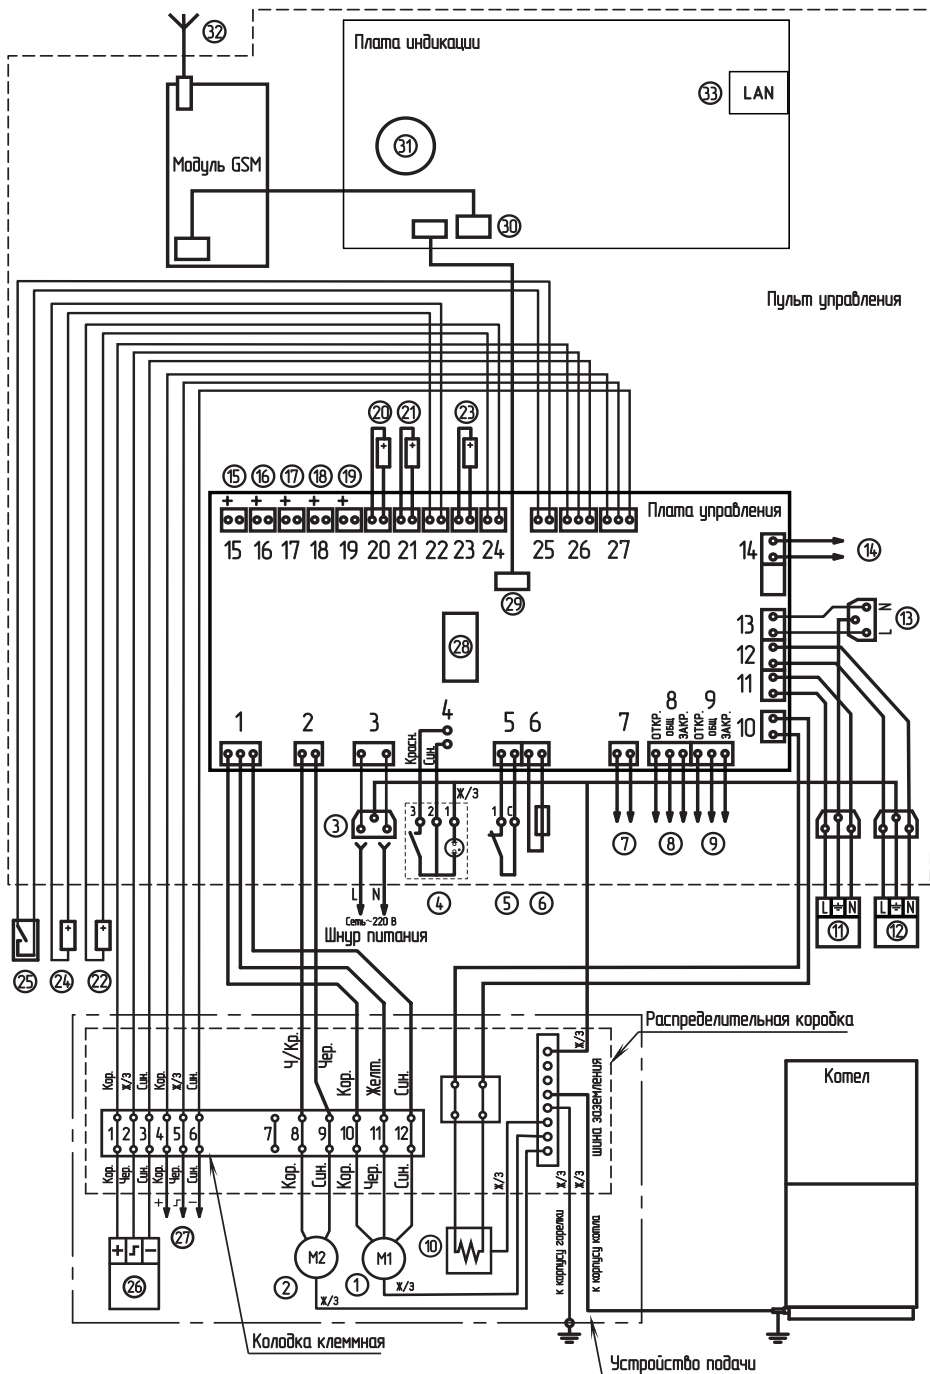 32
Плата индикации
33
LAN
31
Модуль GSM
30
Пульт управления
20 21 23
15 16 17 18 19
+ + + + +
+ + +
Плата управления
15 16 17 18 19 20 21 22 23 24 25 26 27
14
14
29
13
N
L
13
28
12
11
10
1 2 3 4 5 6 7 8 9
ОТКР. ОБЩ ЗАКР. ОТКР. ОБЩ ЗАКР.
Красн.
Син.
Ж/З
3 2 1
1 С
3
7 8 9
L N
4 5 6
Сеть~220 В
Шнур питания
L N
L N
11 12
+ +
25 24 22
Распределительная коробка
Ж/З
Ч/Кр.
Чер.
Кор.
Желт.
Син.
Кор. Ж/З Син. Кор. Ж/З Син.
шина заземления
Котел
1 2 3 4 5 6 7 8 9 10 11 12
Кор. Чер. Син. Кор. Чер. Син.
Кор. Син. Кор. Чер. Син.
Ж/З
Ж/З
Ж/З
+ –
27
+ –
26
M2
M1
10
2
1
Ж/З
Ж/З
к корпусу горелки
к корпусу котла
Колодка клеммная
Устройство подачи